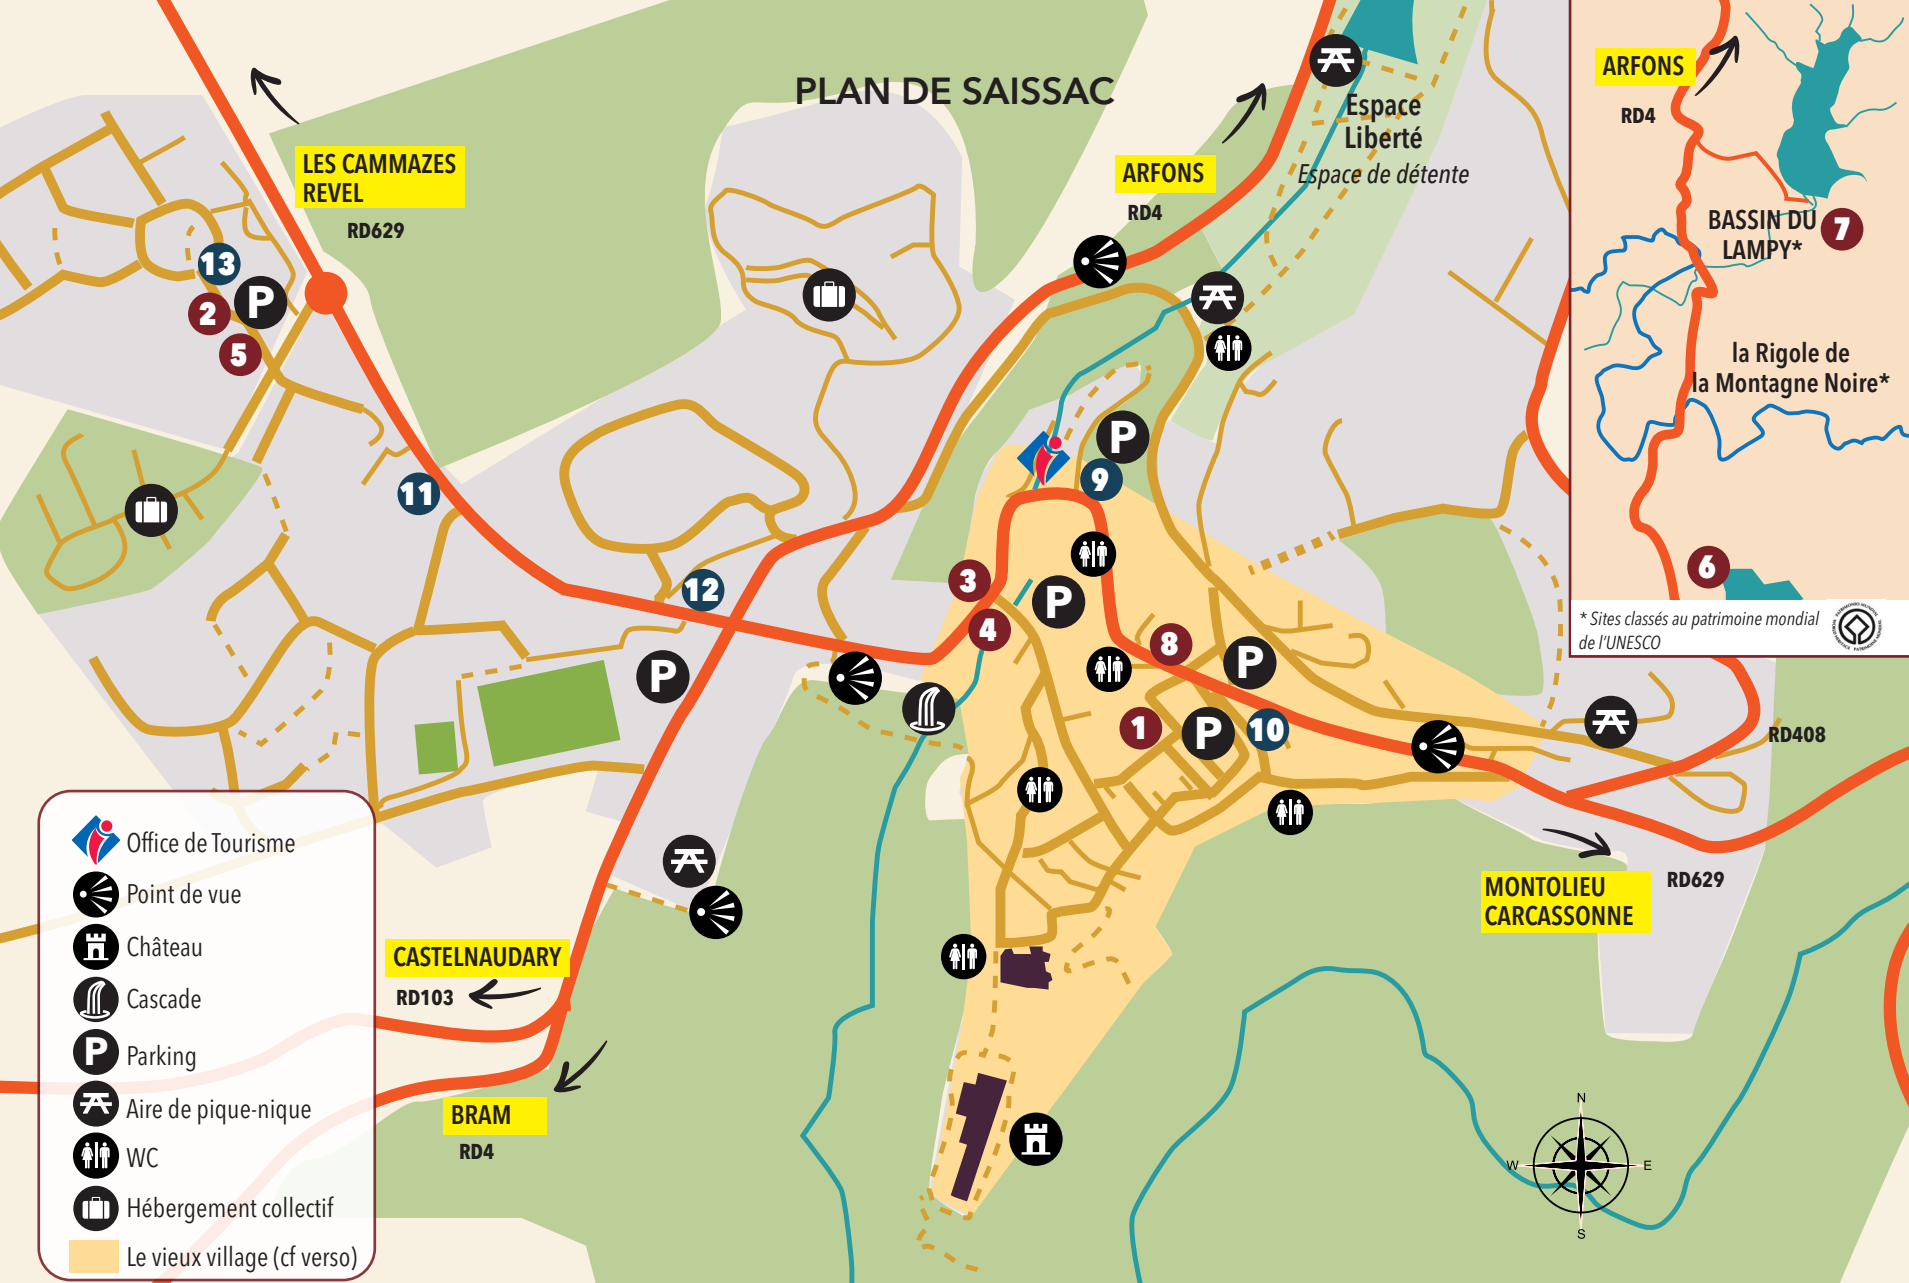 PLAN DE SAISSAC
LES CAMMAZES
REVEL
RD629
ARFONS
RD4
Espace
Liberté
Espace de détente
ARFONS
RD4
BASSIN DU
LAMPY*
7
la Rigole de
la Montagne Noire*
6
* Sites classés au patrimoine mondial
de l'UNESCO
13
2
P
5
11
12
P
9
3
4
P
P
8
P
1
P
10
RD408
MONTOLIEU
CARCASSONNE
RD629
CASTELNAUDARY
RD103
BRAM
RD4
Office de Tourisme
Point de vue
Château
Cascade
P Parking
Aire de pique-nique
WC
Hébergement collectif
Le vieux village (cf verso)
N
W
E
S